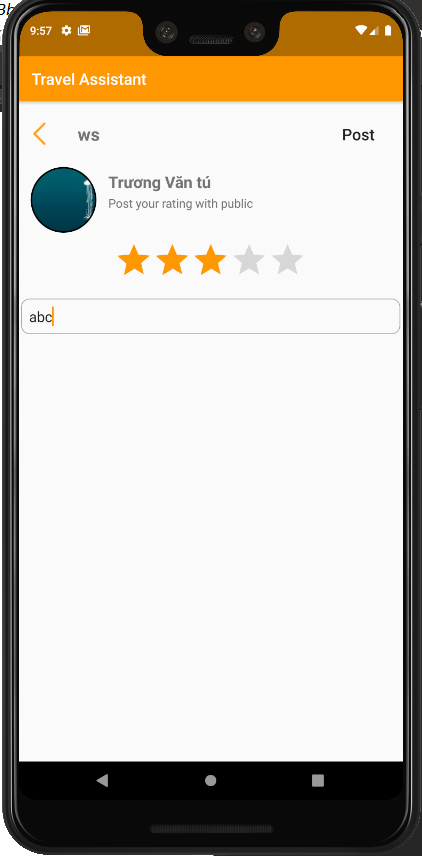 9:57
Travel Assistant
ws
Post
Trương Văn tú
Post your rating with public
abc